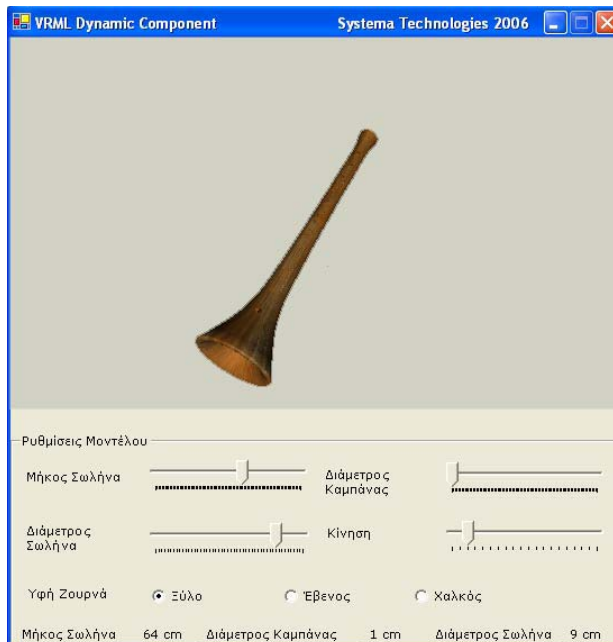 VRML Dynamic Component Systema Technologies 2006
Ρυθμίσεις Μοντέλου
Μήκος Σωλήνα
Διάμετρος Καμπάνας
Διάμετρος Σωλήνα
Κίνηση
Υφή Ζουρνά Ξύλο Έβενος Χαλκός
Μήκος Σωλήνα 64 cm Διάμετρος Καμπάνας 1 cm Διάμετρος Σωλήνα 9 cm